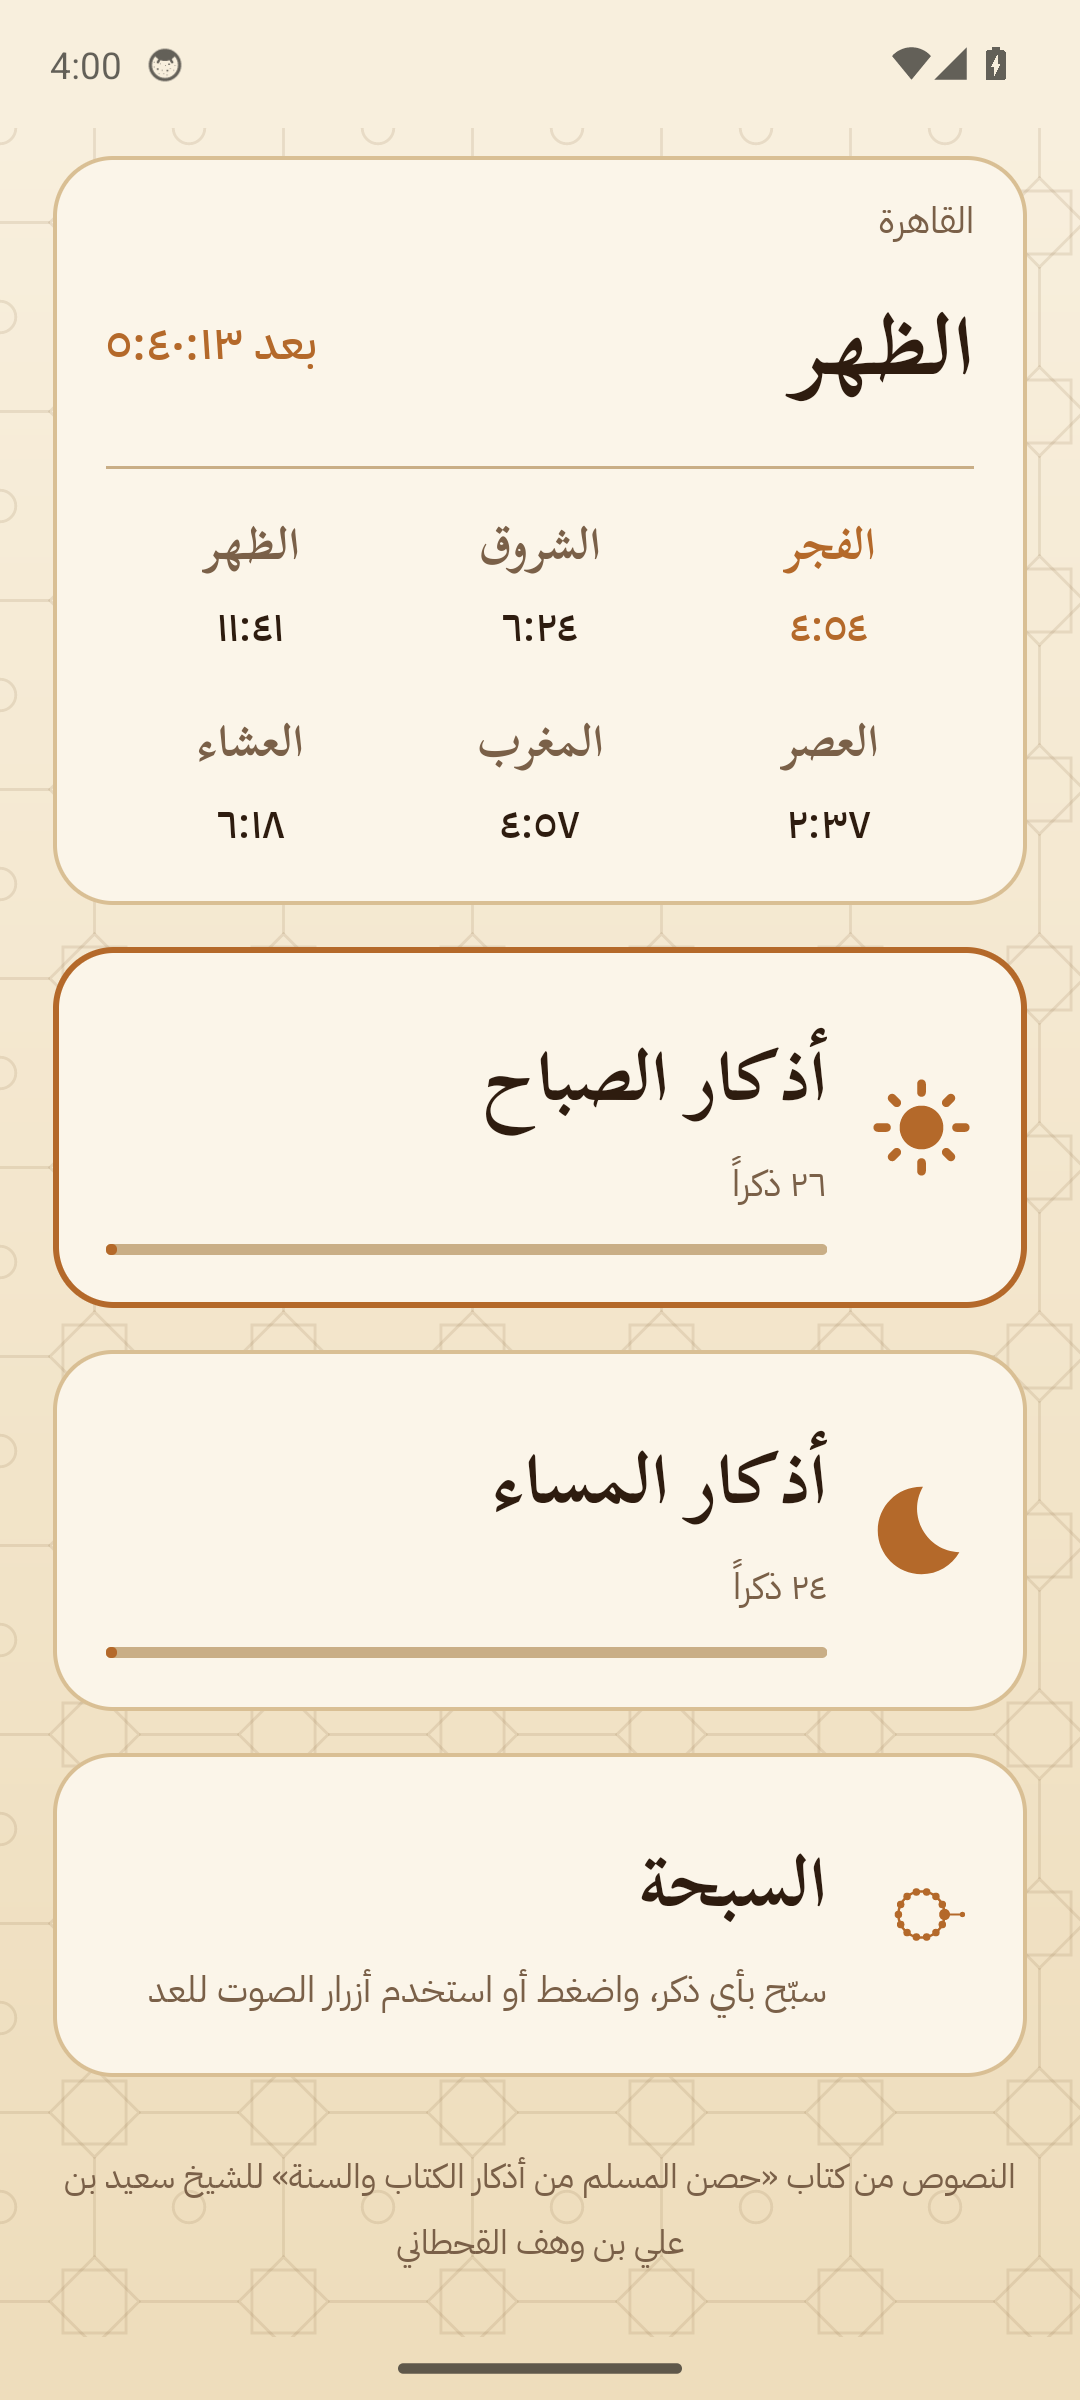 4:00
القاهرة
الظهر
بعد ٥:٤٠:١٣
الفجر الشروق الظهر
٤:٥٤ ٦:٢٤ ١١:٤١
العصر المغرب العشاء
٢:٣٧ ٤:٥٧ ٦:١٨
أذكار الصباح
٢٦ ذكراً
أذكار المساء
٢٤ ذكراً
السبحة
سبّح بأي ذكر، واضغط أو استخدم أزرار الصوت للعد
النصوص من كتاب «حصن المسلم من أذكار الكتاب والسنة» للشيخ سعيد بن
علي بن وهف القحطاني